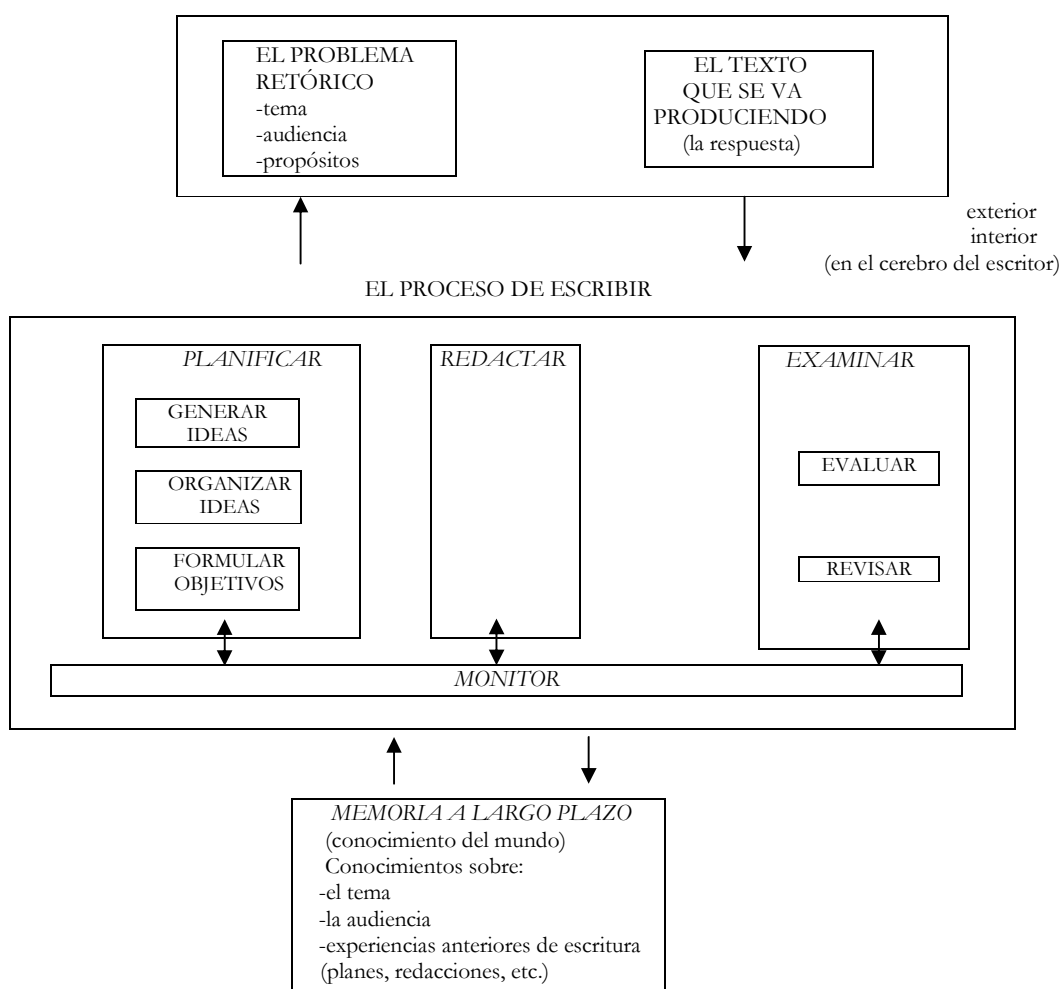 EL PROBLEMA
RETÓRICO
-tema
-audiencia
-propósitos
EL TEXTO
QUE SE VA
PRODUCIENDO
(la respuesta)
exterior
interior
(en el cerebro del escritor)
EL PROCESO DE ESCRIBIR
PLANIFICAR
GENERAR
IDEAS
ORGANIZAR
IDEAS
FORMULAR
OBJETIVOS
REDACTAR
EXAMINAR
EVALUAR
REVISAR
MONITOR
MEMORIA A LARGO PLAZO
(conocimiento del mundo)
Conocimientos sobre:
-el tema
-la audiencia
-experiencias anteriores de escritura
(planes, redacciones, etc.)